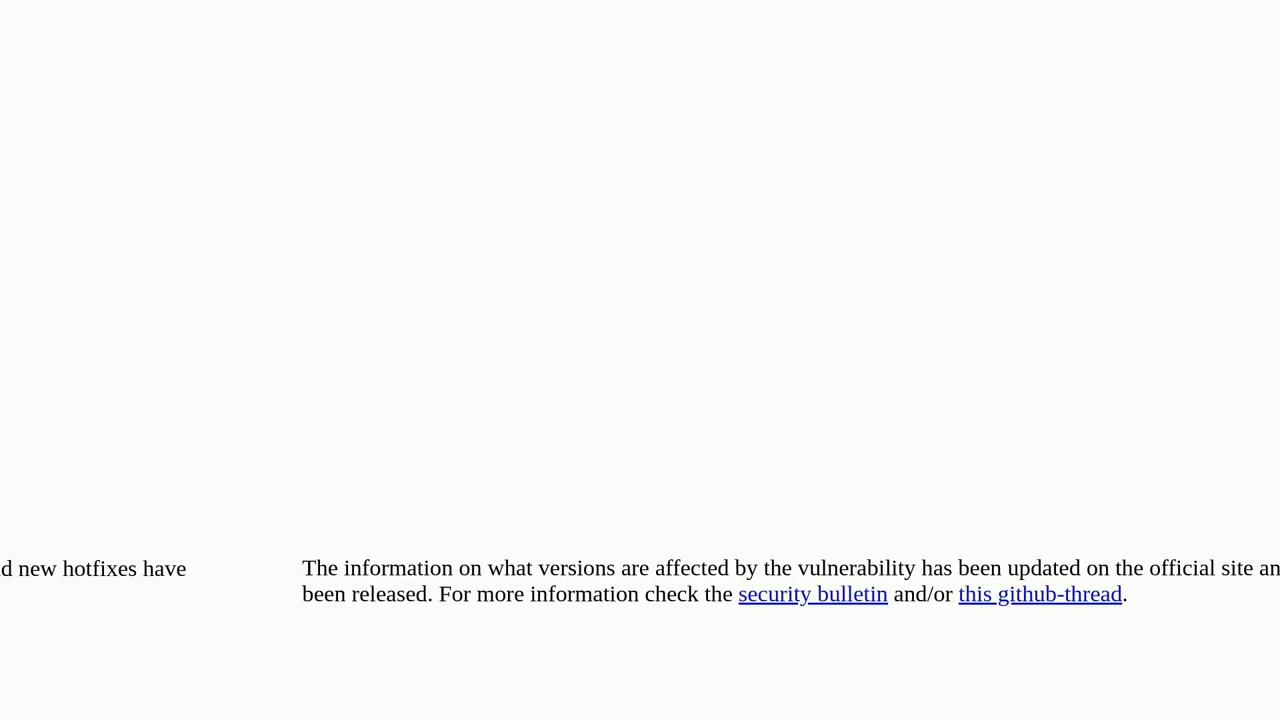 The information on what versions are affected by the vulnerability has been updated on the official site an
d new hotfixes have
been released. For more information check the security bulletin and/or this github-thread.